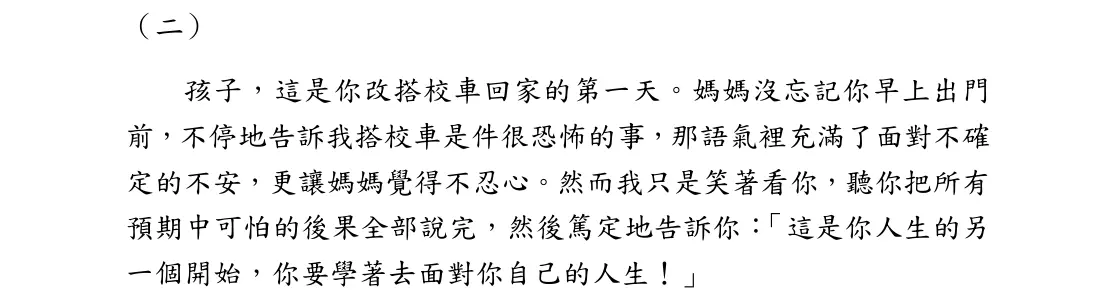 （二）
孩子，這是你改搭校車回家的第一天。媽媽沒忘記你早上出門
前，不停地告訴我搭校車是件很恐怖的事，那語氣裡充滿了面對不確
定的不安，更讓媽媽覺得不忍心。然而我只是笑著看你，聽你把所有
預期中可怕的後果全部說完，然後篤定地告訴你：「這是你人生的另
一個開始，你要學著去面對你自己的人生！」